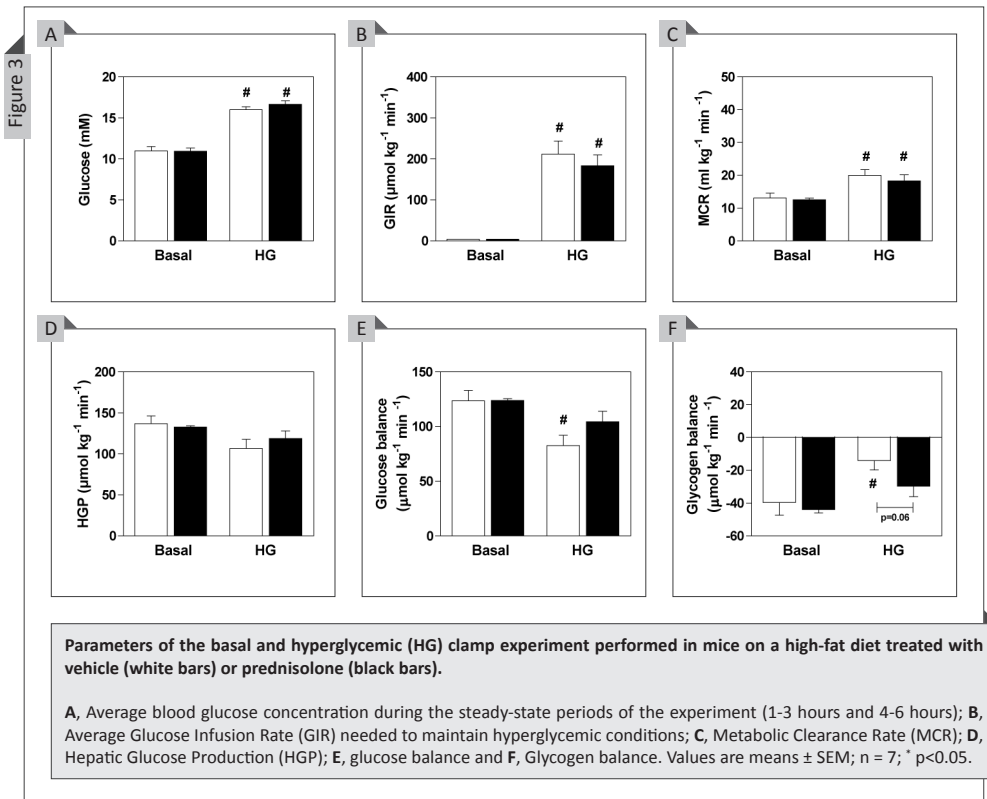 Figure 3
A
Glucose (mM)
20
15
10
5
0
# #
Basal HG
B
GIR (µmol kg-1 min-1)
400
300
200
100
0
# #
Basal HG
C
MCR (ml kg-1 min-1)
50
40
30
20
10
0
# #
Basal HG
D
HGP (µmol kg-1 min-1)
200
150
100
50
0
Basal HG
E
Glucose balance
(µmol kg-1 min -1)
150
100
50
0
#
Basal HG
F
Glycogen balance
(µmol kg-1 min -1)
40
20
0
-20
-40
-60
#
p=0.06
Basal HG
Parameters of the basal and hyperglycemic (HG) clamp experiment performed in mice on a high-fat diet treated with
vehicle (white bars) or prednisolone (black bars).
A, Average blood glucose concentration during the steady-state periods of the experiment (1-3 hours and 4-6 hours); B,
Average Glucose Infusion Rate (GIR) needed to maintain hyperglycemic conditions; C, Metabolic Clearance Rate (MCR); D,
Hepatic Glucose Production (HGP); E, glucose balance and F, Glycogen balance. Values are means ± SEM; n = 7; * p<0.05.